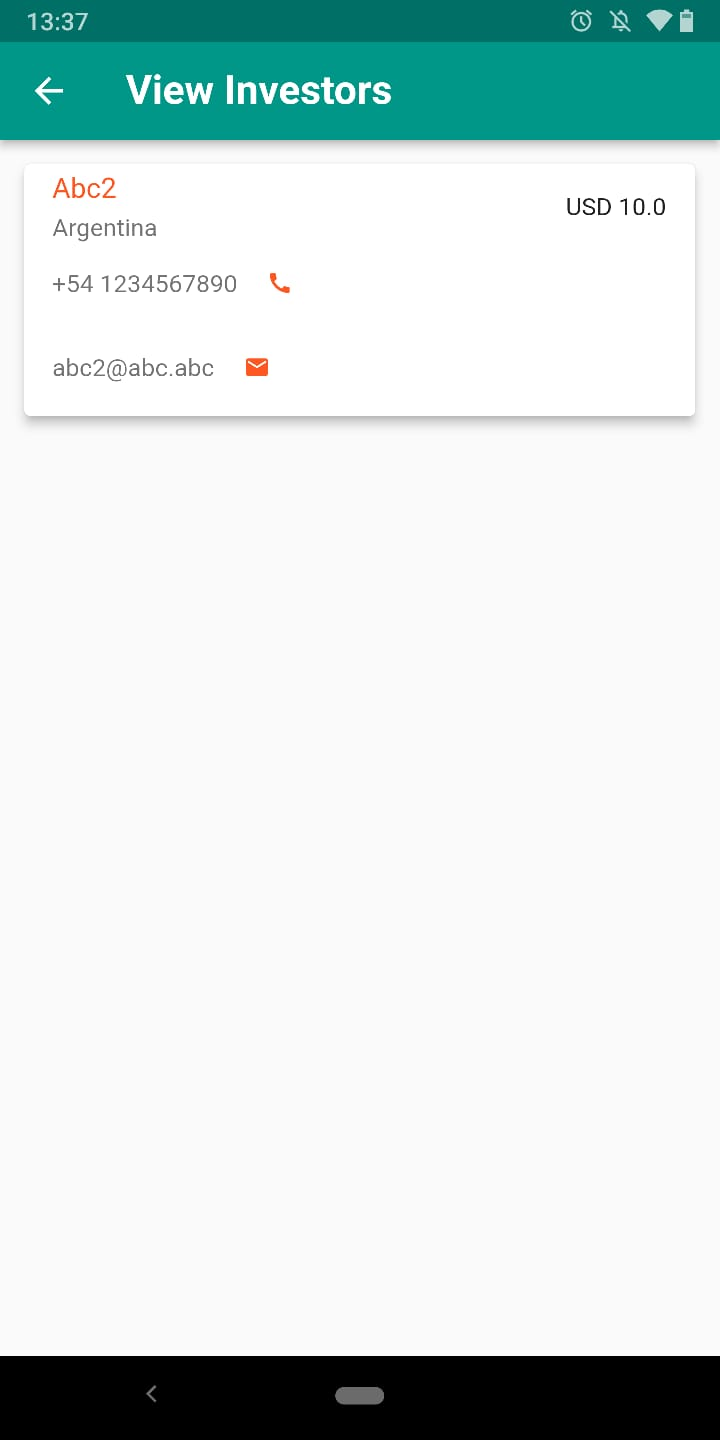 13:37
View Investors
Abc2
Argentina
USD 10.0
+54 1234567890
abc2@abc.abc